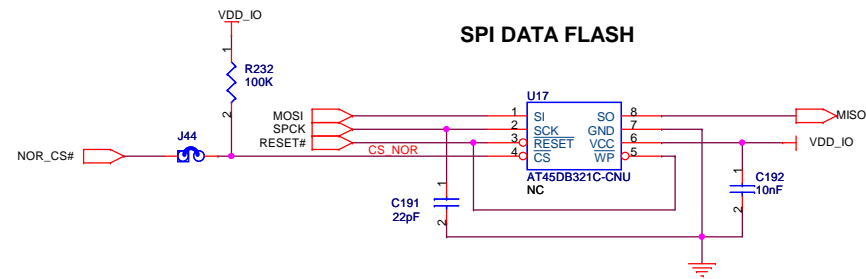 VDD_IO
SPI DATA FLASH
1
R232
100K
2
U17
MOSI 1 SI SO 8 MISO
SPCK 2 SCK GND 7
RESET# 3 RESET VCC 6 VDD_IO
J44
NOR_CS# CS_NOR 4 CS WP 5
AT45DB321C-CNU
NC
1
C191
22pF
2
1
C192
10nF
2